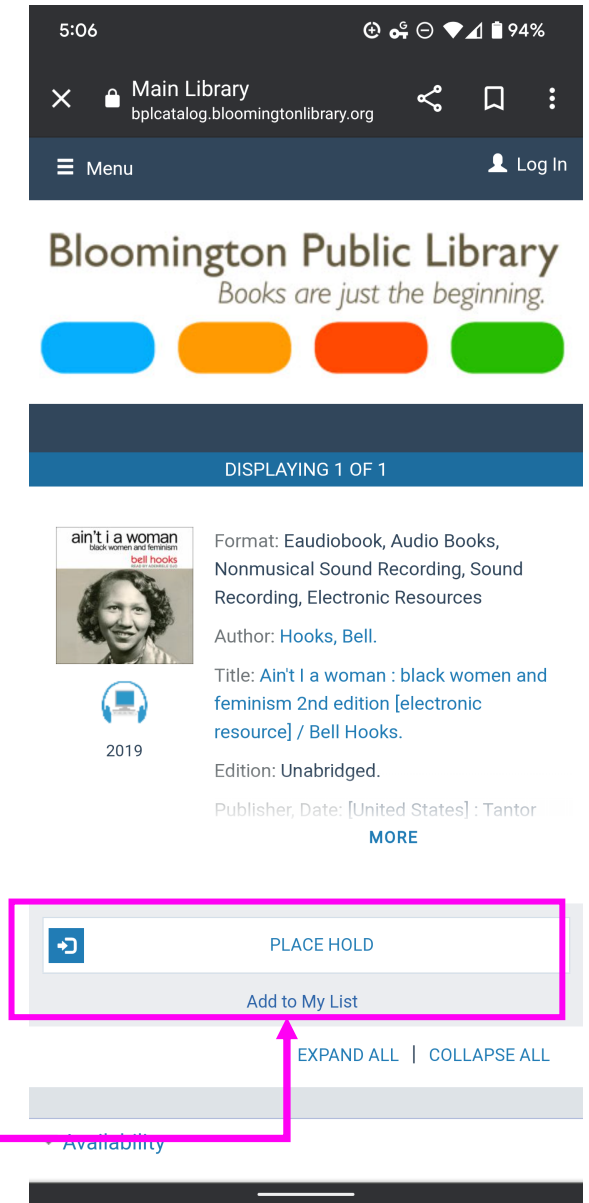 5:06
94%
Main Library
bplcatalog.bloomingtonlibrary.org
Menu
Log In
Bloomington Public Library
Books are just the beginning.
DISPLAYING 1 OF 1
ain't i a woman
black women and feminism
bell hooks
2019
Format: Eaudiobook, Audio Books,
Nonmusical Sound Recording, Sound
Recording, Electronic Resources
Author: Hooks, Bell.
Title: Ain't I a woman : black women and
feminism 2nd edition [electronic
resource] / Bell Hooks.
Edition: Unabridged.
Publisher, Date: [United States] : Tantor
MORE
PLACE HOLD
Add to My List
EXPAND ALL | COLLAPSE ALL
Availability